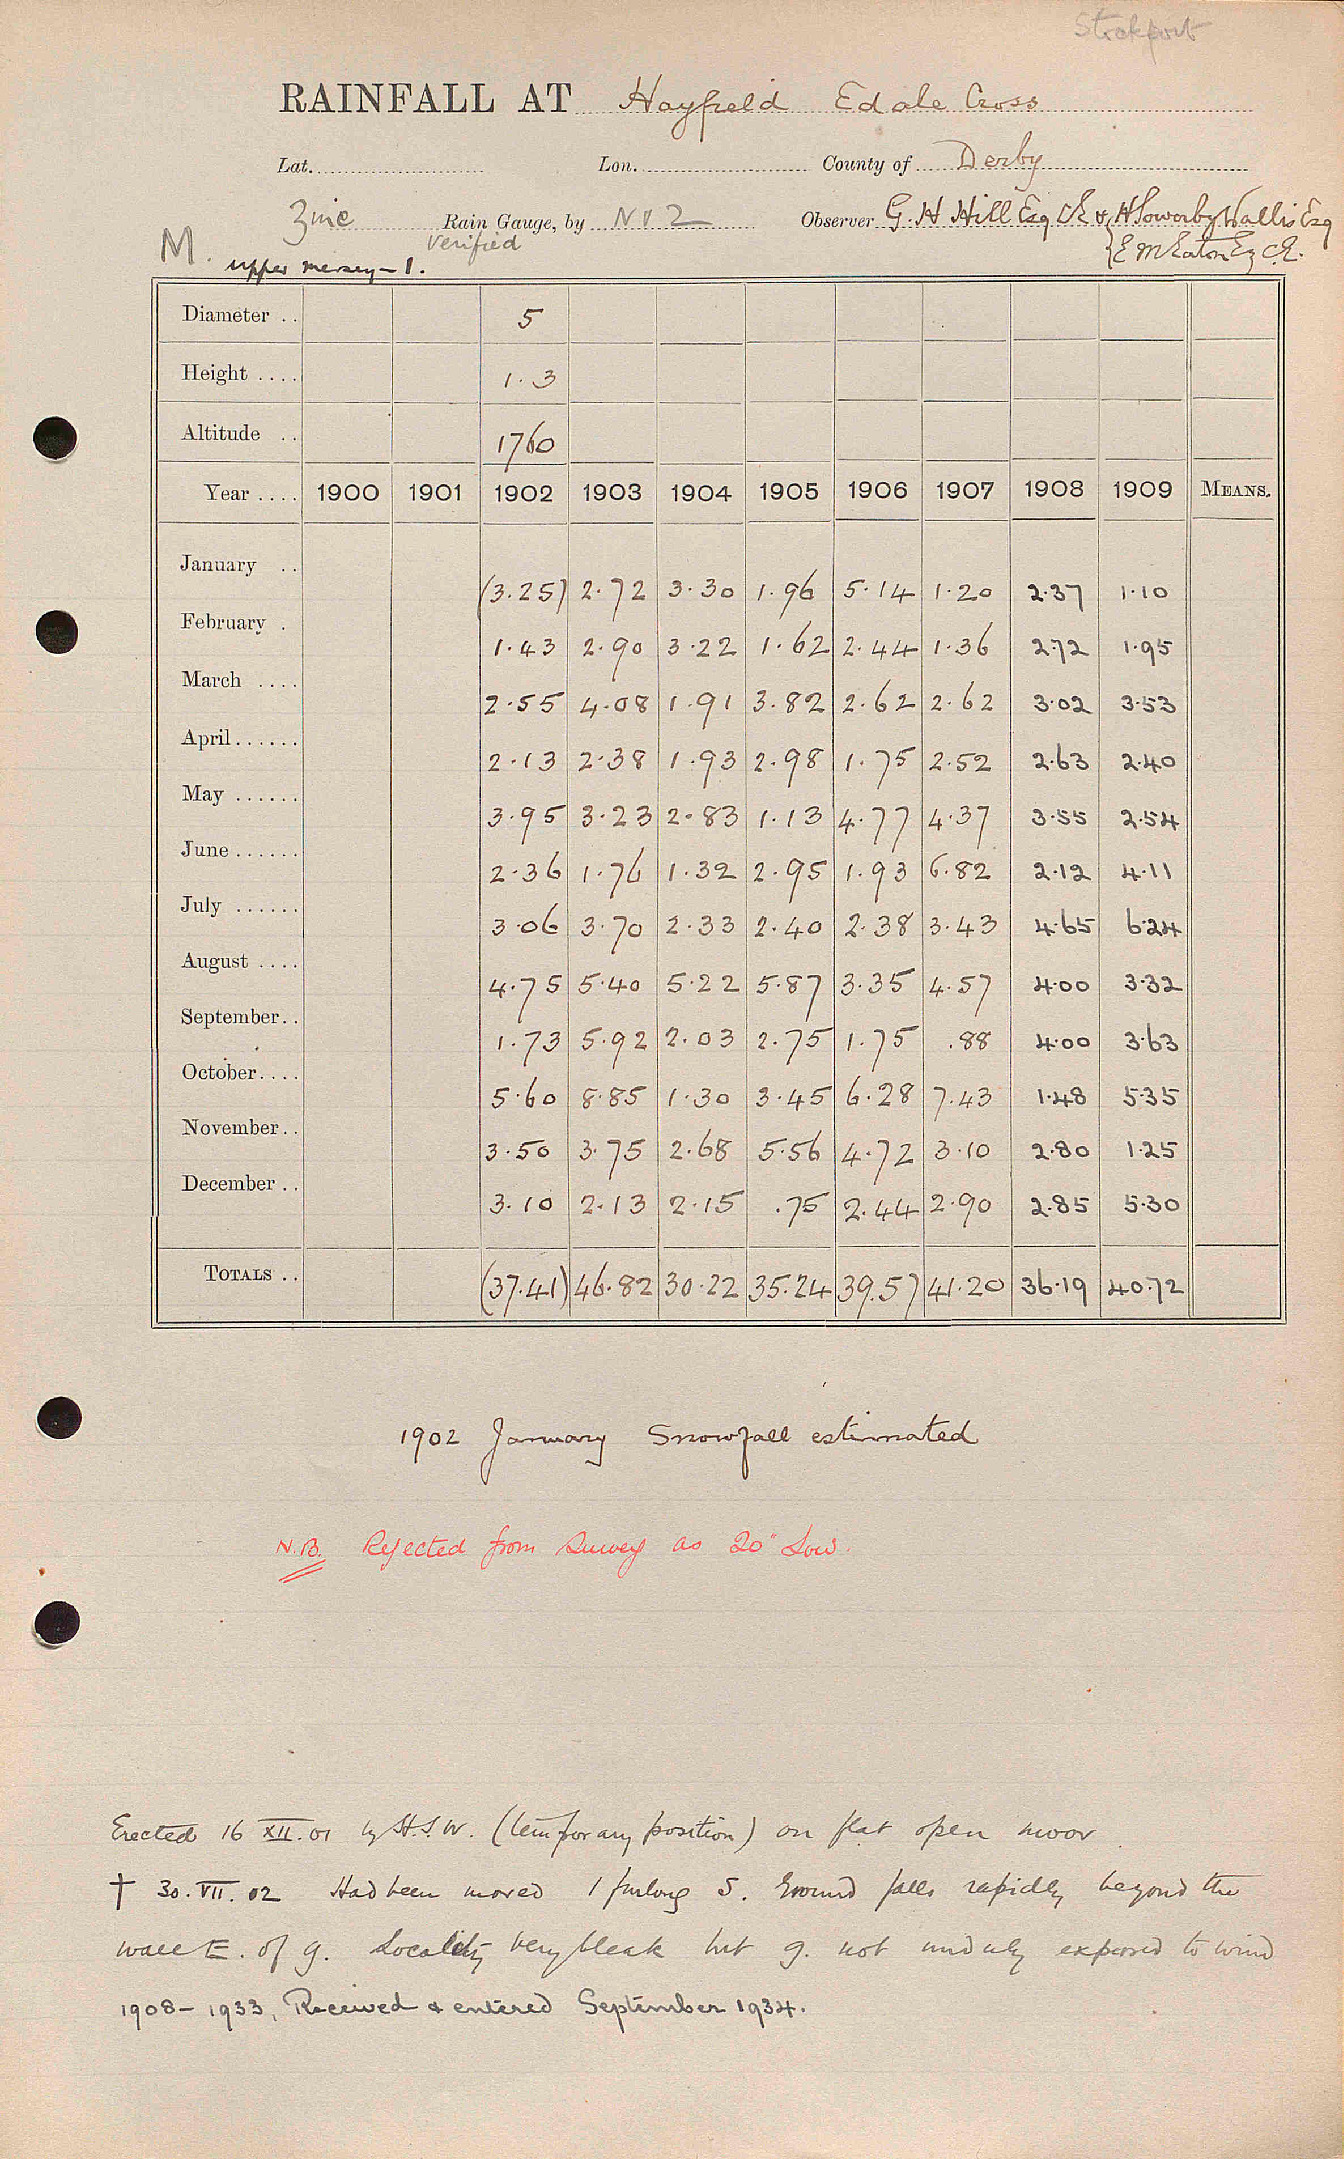 Stockport
RAINFALL AT Hayfield Edale Cross
Lat. Lon. County of Derby
Zinc Rain Gauge, by No 2 Observer G. H Hill Esq CE & H Sowerby Wallis Esq
M. Verified {E M Eaton Esq C.E.
upper mersey – 1.
Diameter .. 5
Height .... 1.3
Altitude .. 1760
Year .... 1900 1901 1902 1903 1904 1905 1906 1907 1908 1909 MEANS.
January .. (3.25) 2.72 3.30 1.96 5.14 1.20 2.37 1.10
February . 1.43 2.90 3.22 1.62 2.44 1.36 2.72 1.95
March .... 2.55 4.08 1.91 3.82 2.62 2.62 3.02 3.53
April...... 2.13 2.38 1.93 2.98 1.75 2.52 2.63 2.40
May ...... 3.95 3.23 2.83 1.13 4.77 4.37 3.55 2.54
June...... 2.36 1.76 1.32 2.95 1.93 6.82 2.12 4.11
July ...... 3.06 3.70 2.33 2.40 2.38 3.43 4.65 6.24
August .... 4.75 5.40 5.22 5.87 3.35 4.57 4.00 3.32
September.. 1.73 5.92 2.03 2.75 1.75 .88 4.00 3.63
October.... 5.60 8.85 1.30 3.45 6.28 7.43 1.48 5.35
November.. 3.50 3.75 2.68 5.56 4.72 3.10 2.80 1.25
December.. 3.10 2.13 2.15 .75 2.44 2.90 2.85 5.30
TOTALS .. (37.41) 46.82 30.22 35.24 39.57 41.20 36.19 40.72
1902 January Snowfall estimated
N.B. Rejected from Survey as 20" Low.
Erected 16 XII. 01 by H.S.W. (temporary position) on flat open moor
† 30. VII. 02 Had been moved 1 furlong S. Ground falls rapidly beyond the
wall E. of g. Locality very bleak but g. not unduly exposed to wind
1908 – 1933, Received & entered September 1934.